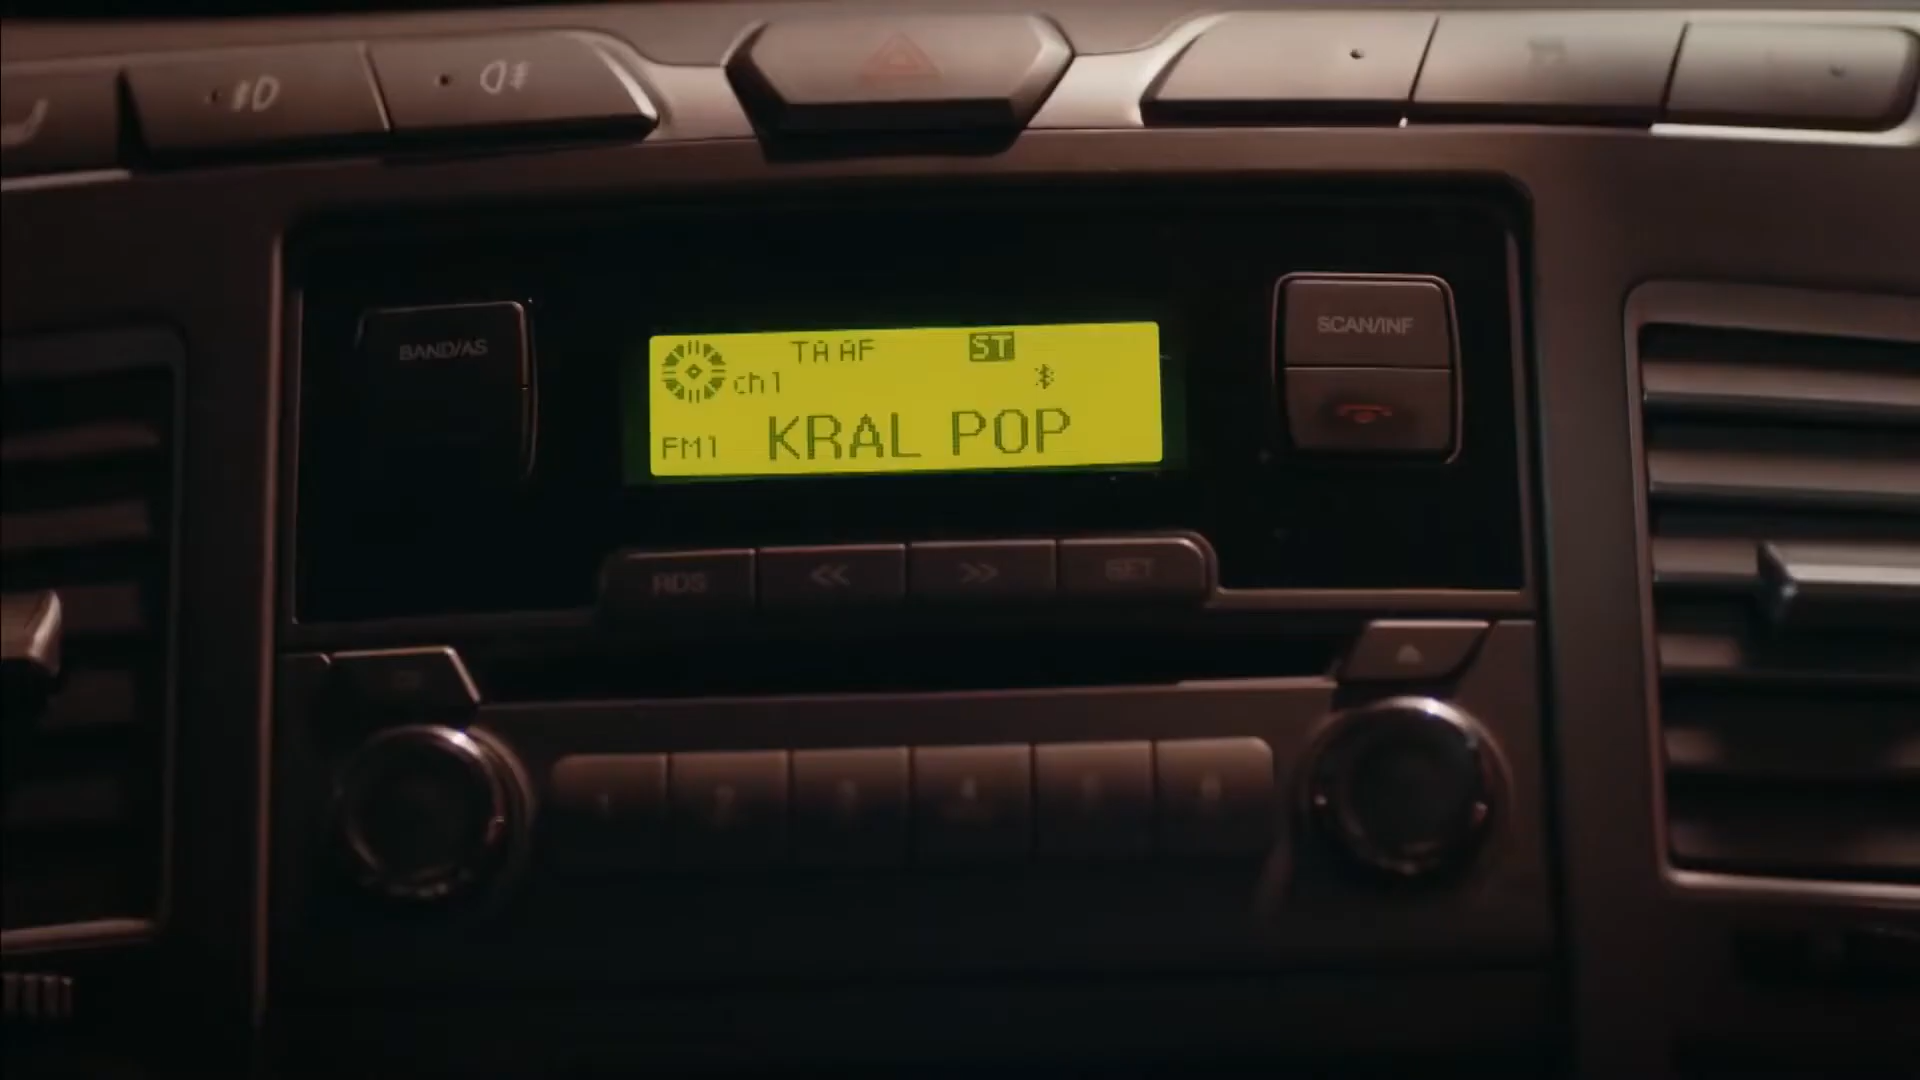 BAND/AS
TA AF ST
ch1
FM1 KRAL POP
SCAN/INF
RDS
SET